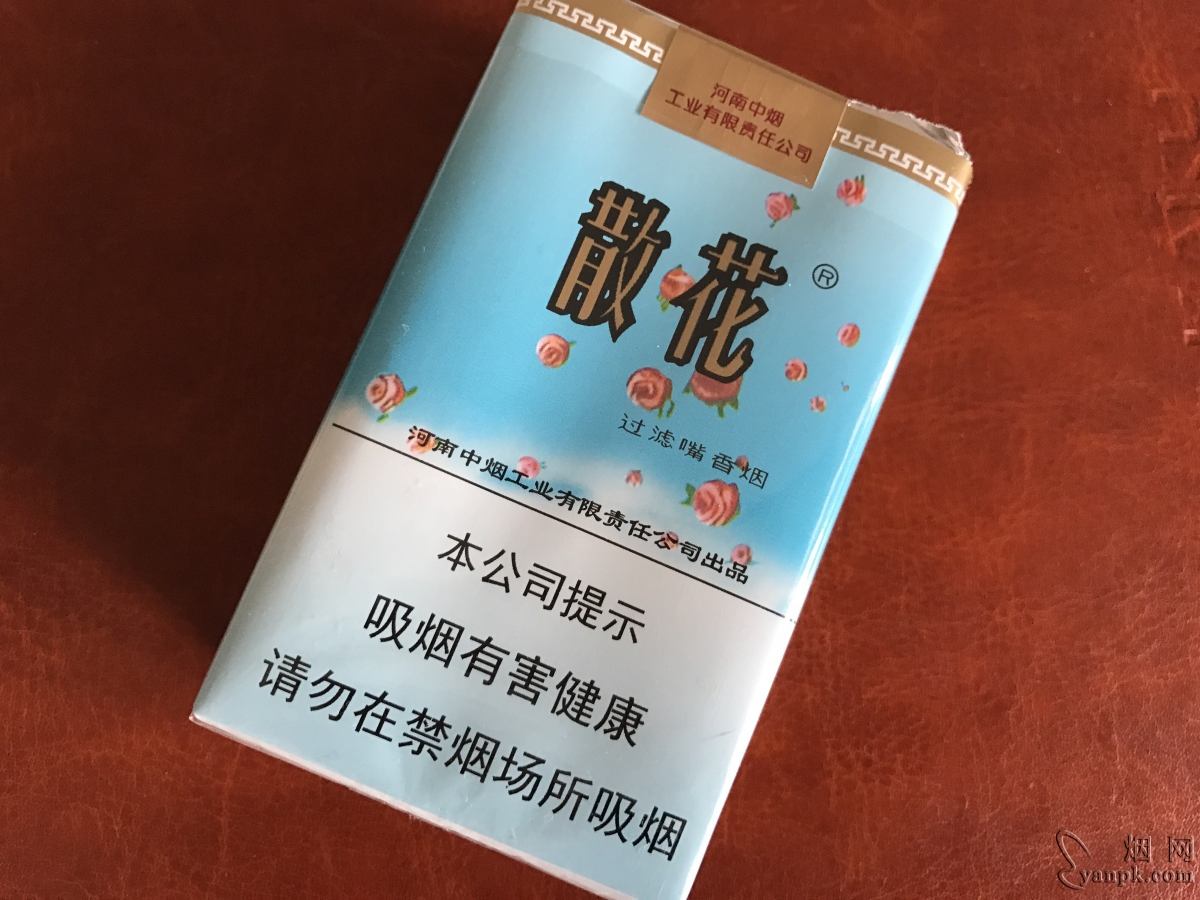 河南中烟
工业有限责任公司
散花®
过滤嘴香烟
河南中烟工业有限责任公司出品
本公司提示
吸烟有害健康
请勿在禁烟场所吸烟
烟网
yanpk.com